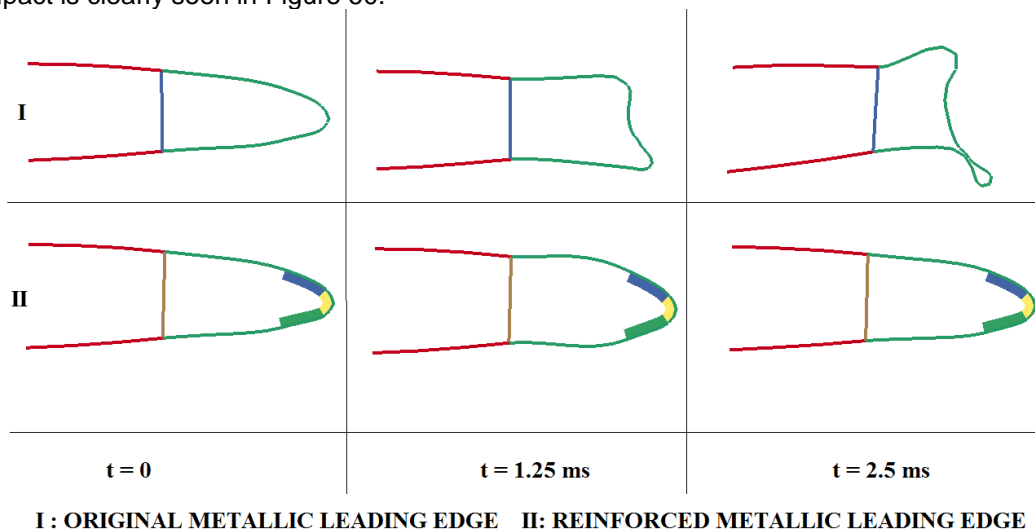 I
II
t = 0 t = 1.25 ms t = 2.5 ms
I : ORIGINAL METALLIC LEADING EDGE II: REINFORCED METALLIC LEADING EDGE